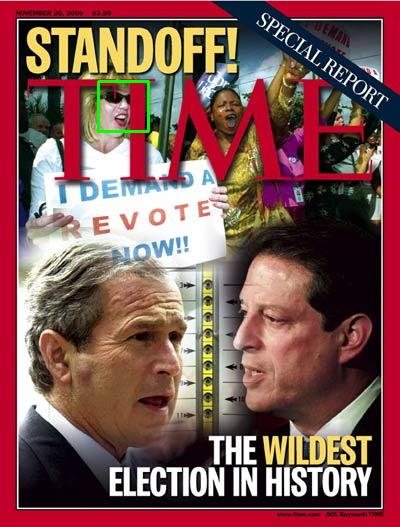 NOVEMBER 20, 2000 $3.50
STANDOFF!
SPECIAL REPORT
TIME
I DEMAND A
REVOTE
NOW!!
11
THE WILDEST
ELECTION IN HISTORY
www.time.com AOL Keyword: TIME